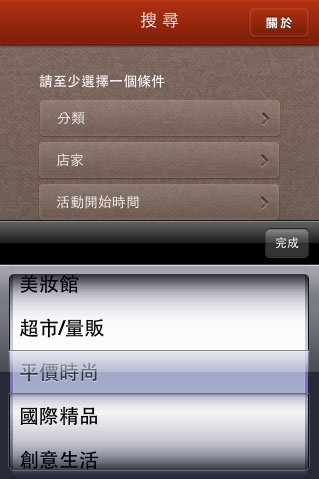 搜尋
關於
請至少選擇一個條件
分類
店家
活動開始時間
完成
美妝館
超市/量販
平價時尚
國際精品
創意生活